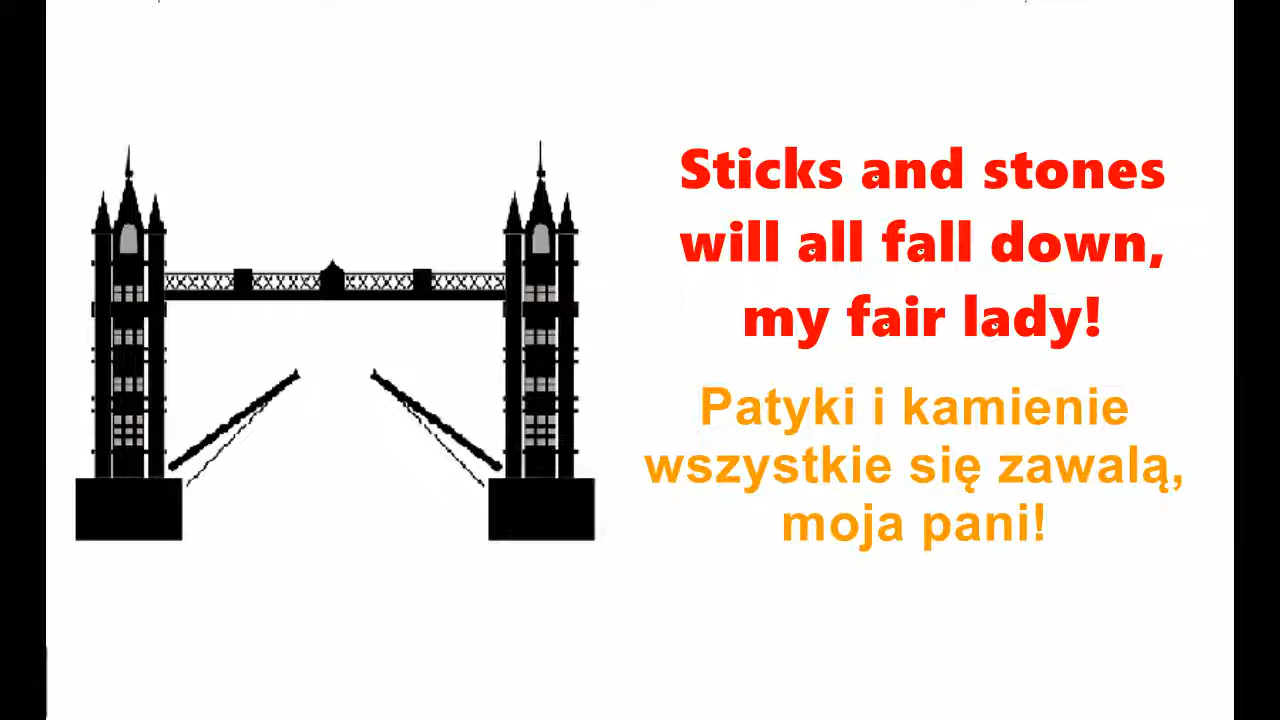 Sticks and stones
will all fall down,
my fair lady!
Patyki i kamienie
wszystkie się zawalą,
moja pani!